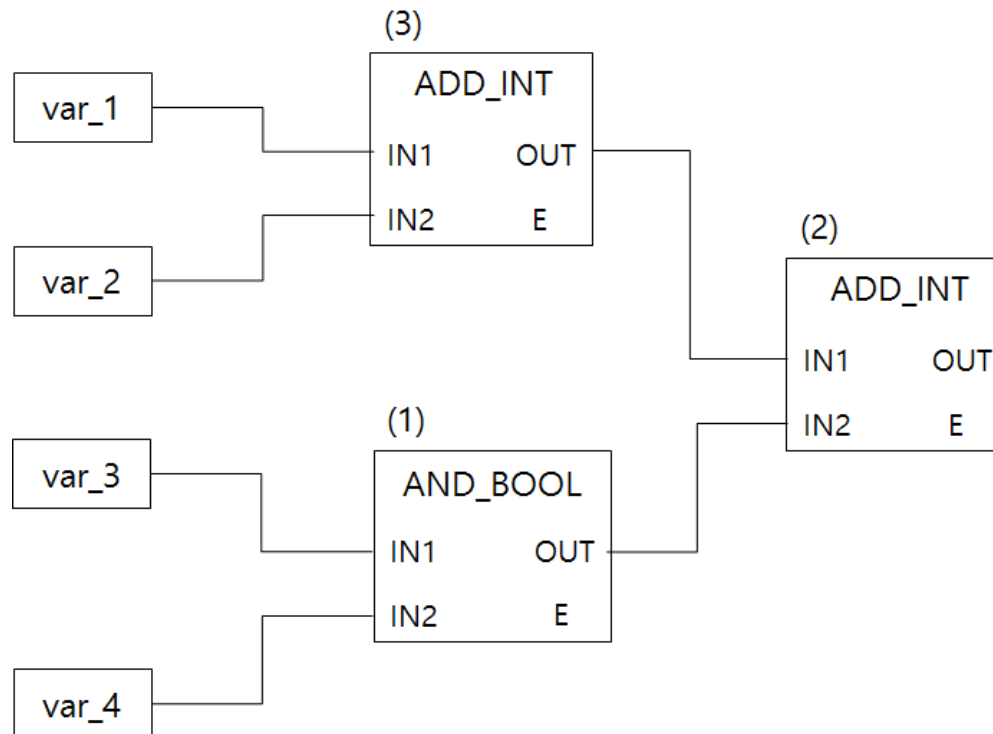 (3)
ADD_INT
var_1
IN1 OUT
IN2 E
var_2
(2)
ADD_INT
IN1 OUT
IN2 E
(1)
AND_BOOL
var_3
IN1 OUT
IN2 E
var_4